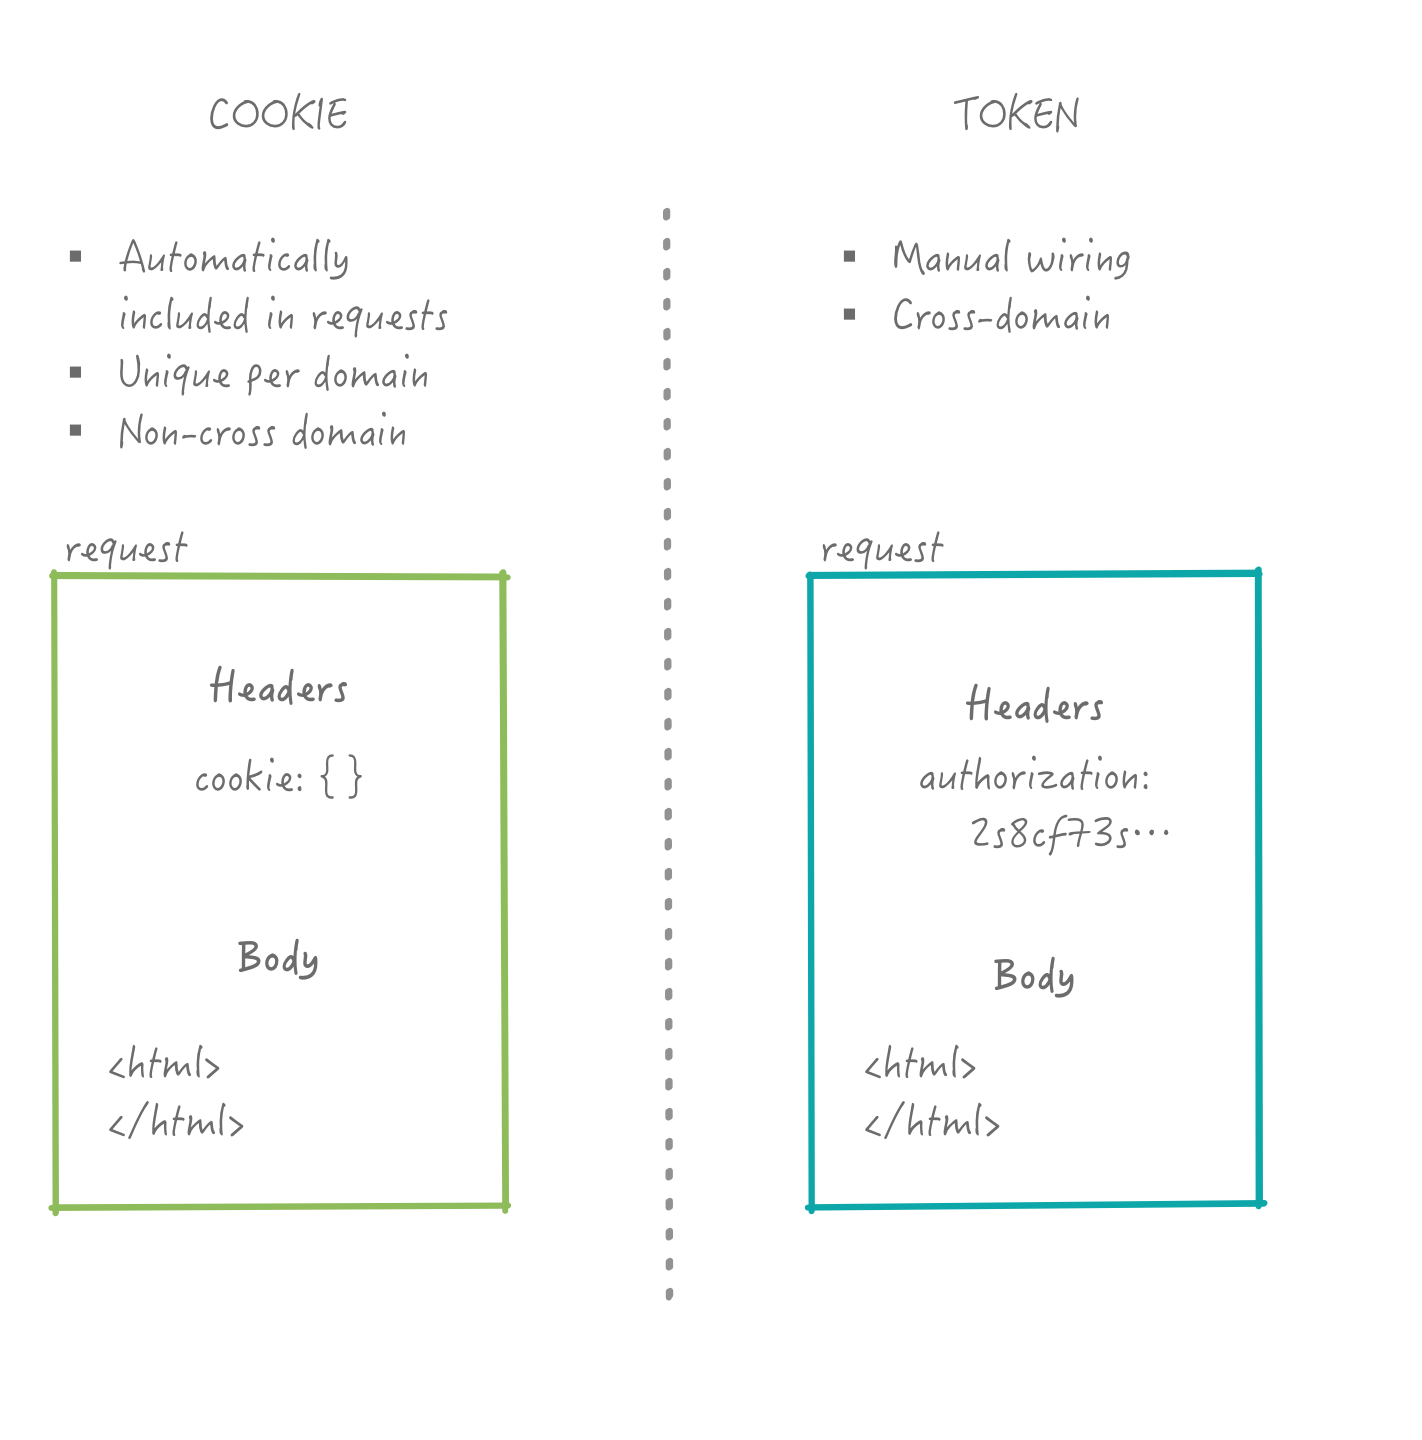 COOKIE
Automatically
included in requests
Unique per domain
Non-cross domain
request
Headers
cookie: { }
Body
<html>
</html>
TOKEN
Manual wiring
Cross-domain
request
Headers
authorization:
2s8cf73s...
Body
<html>
</html>